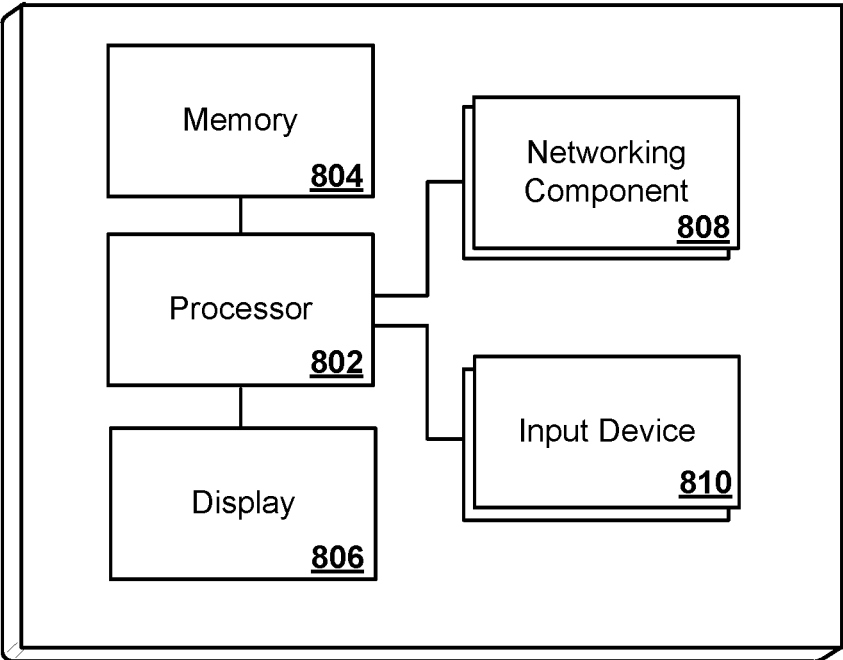 Memory
804
Networking
Component
808
Processor
802
Input Device
810
Display
806